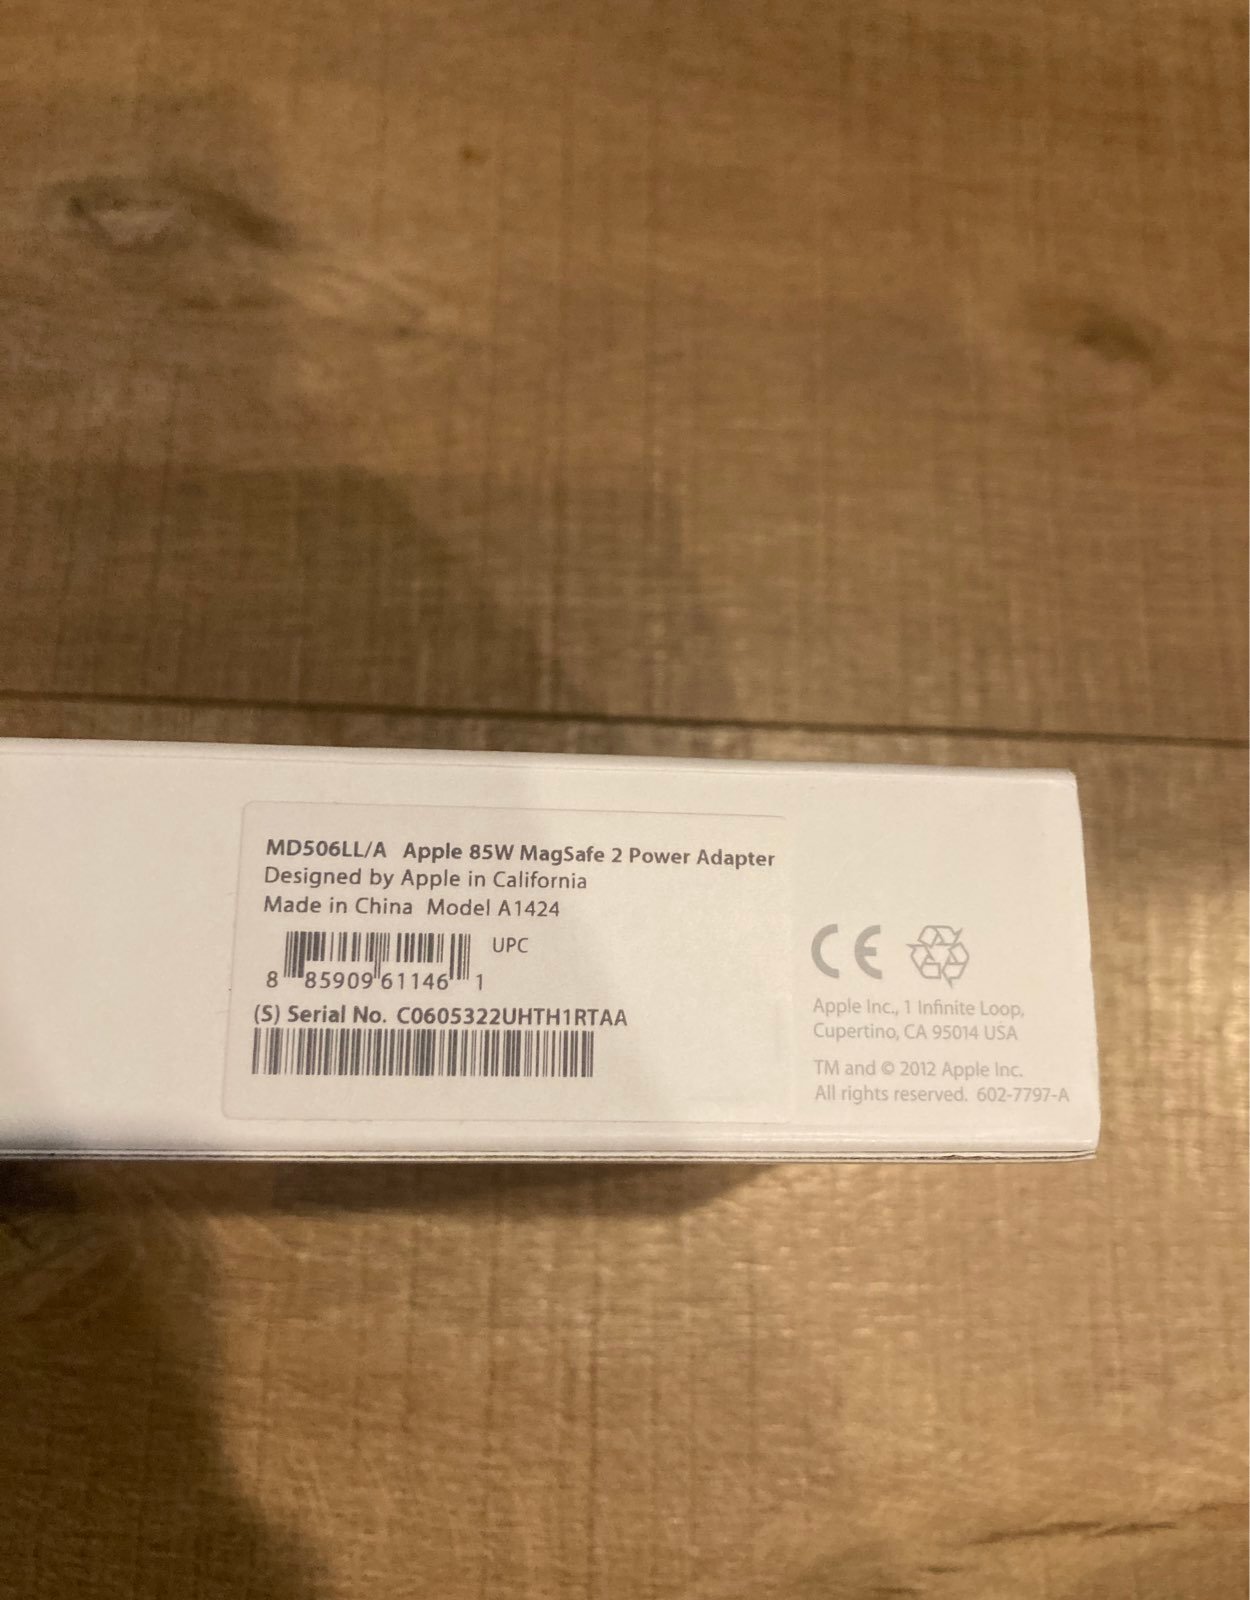 MD506LL/A Apple 85W MagSafe 2 Power Adapter
Designed by Apple in California
Made in China Model A1424
UPC
8 85909 61146 1
(S) Serial No. C0605322UHTH1RTAA
CE
Apple Inc., 1 Infinite Loop,
Cupertino, CA 95014 USA
TM and © 2012 Apple Inc.
All rights reserved. 602-7797-A